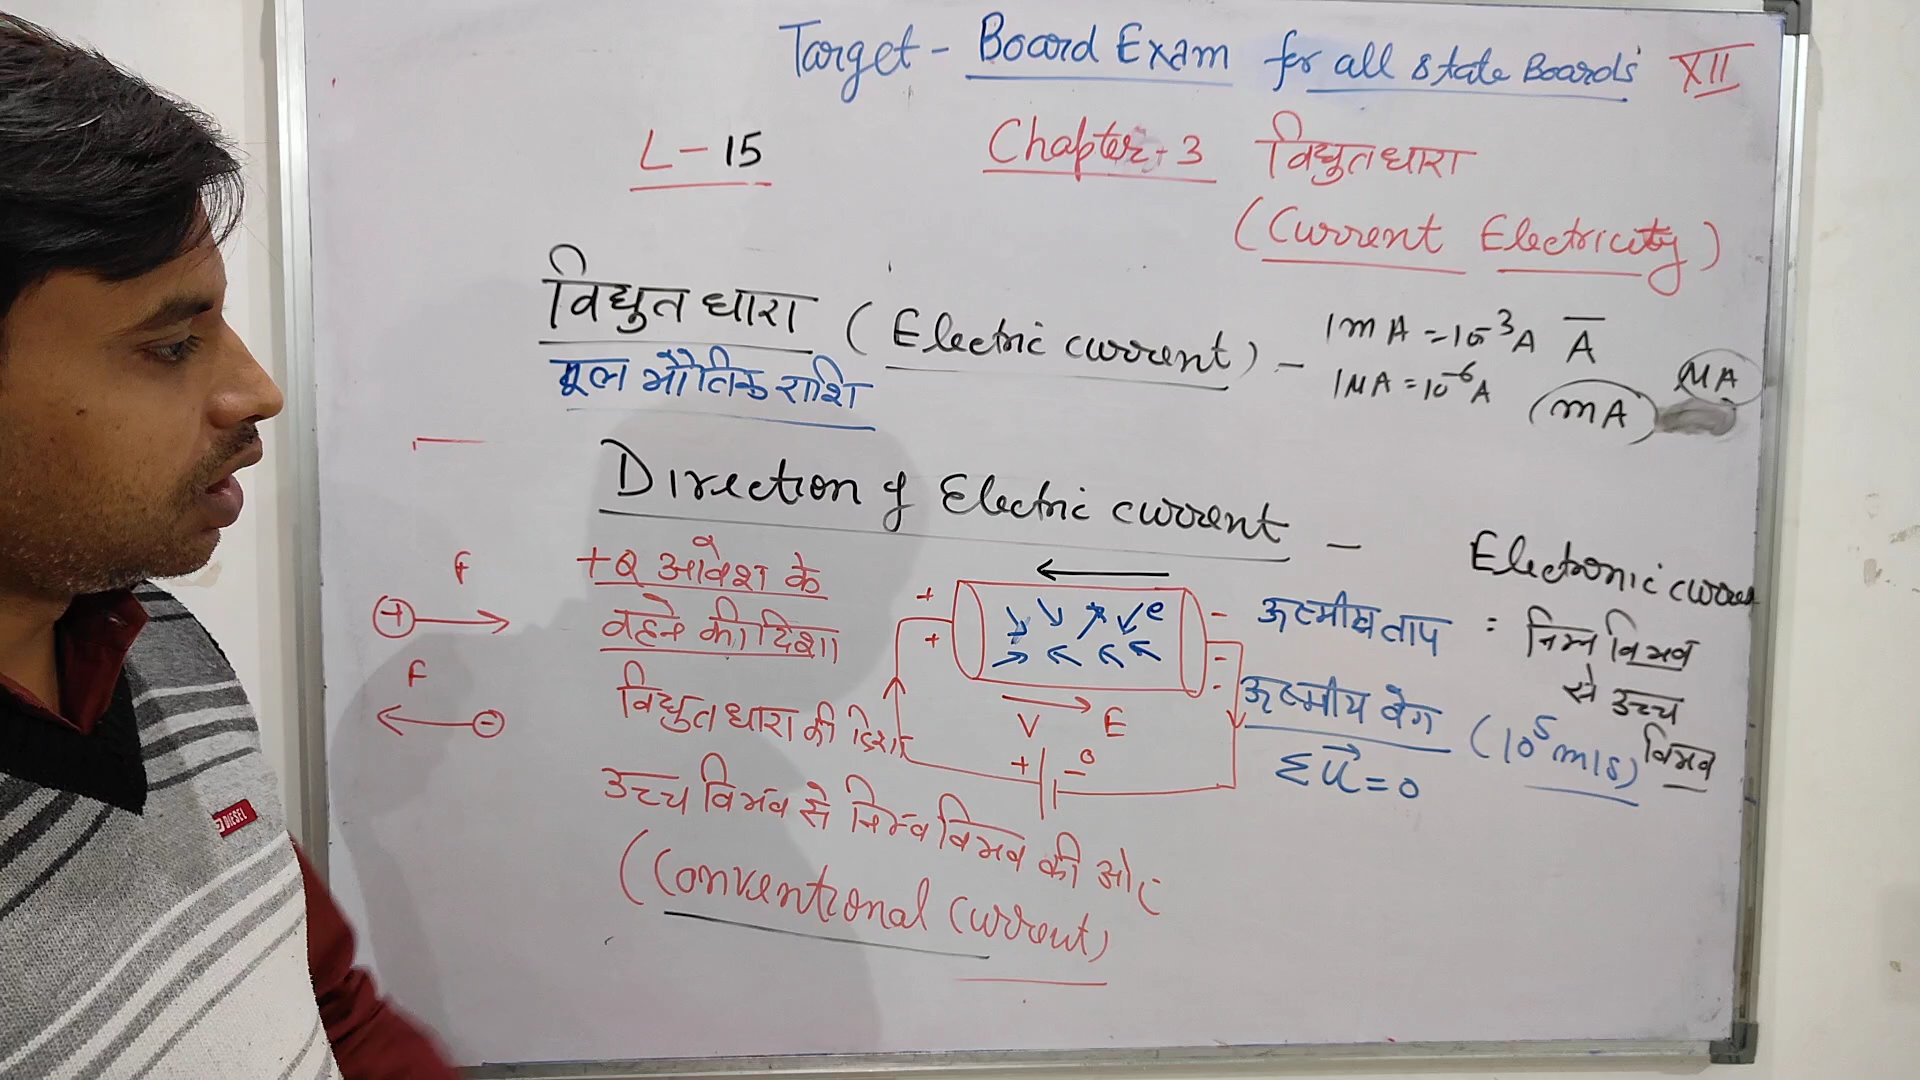 Target - Board Exam for all state Boards XII
L - 15
Chapter - 3 विद्युत धारा
(Current Electricity)
विद्युत धारा (Electric current) -
1mA = 10⁻³A A
1μA = 10⁻⁶A
mA
μA
मूल भौतिक राशि
Direction of Electric current -
+Q आवेश के
वहने की दिशा
विद्युत धारा की दिशा
उच्च विभव से निम्न विभव की ओर
(Conventional Current)
F
+
F
-
+
+
e
-
-
-
V E
+ -
ऊष्मीय ताप
ऊष्मीय वेग (10⁵ m/s)
Σu⃗ = 0
Electronic current
: निम्न विभव
से उच्च
विभव
DIESEL